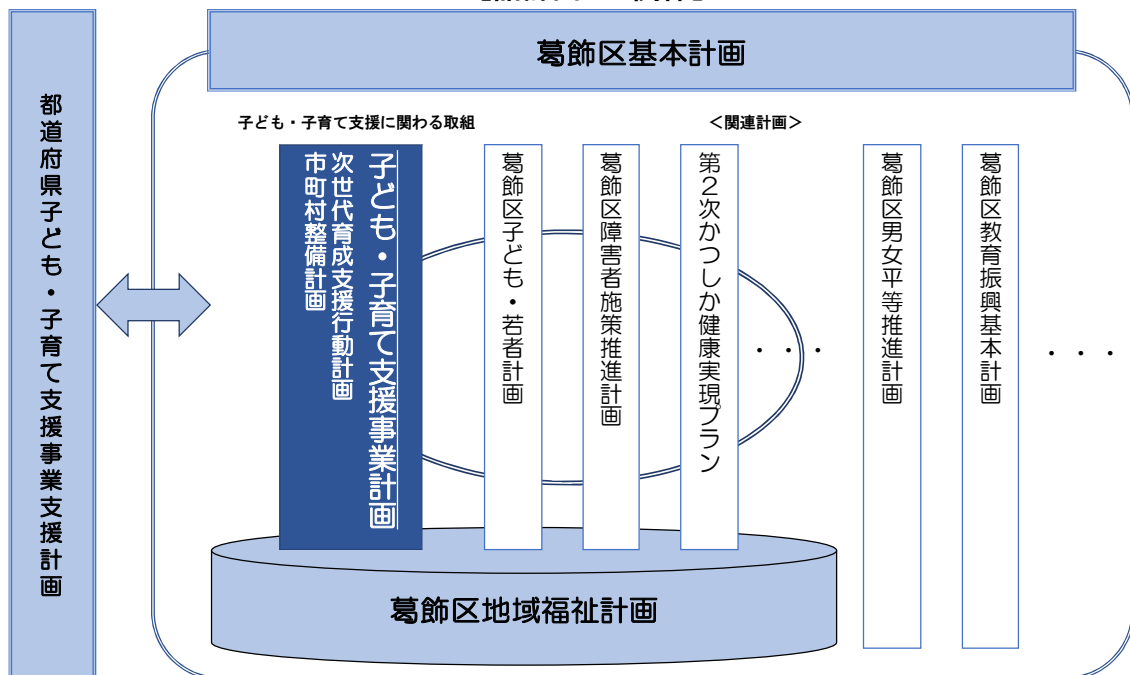 葛飾区基本計画
都道府県子ども・子育て支援事業支援計画
子ども・子育て支援に関わる取組
＜関連計画＞
子ども・子育て支援事業計画
次世代育成支援行動計画
市町村整備計画
葛飾区子ども・若者計画
葛飾区障害者施策推進計画
第２次かつしか健康実現プラン
・・・
葛飾区男女平等推進計画
葛飾区教育振興基本計画
・・・
葛飾区地域福祉計画